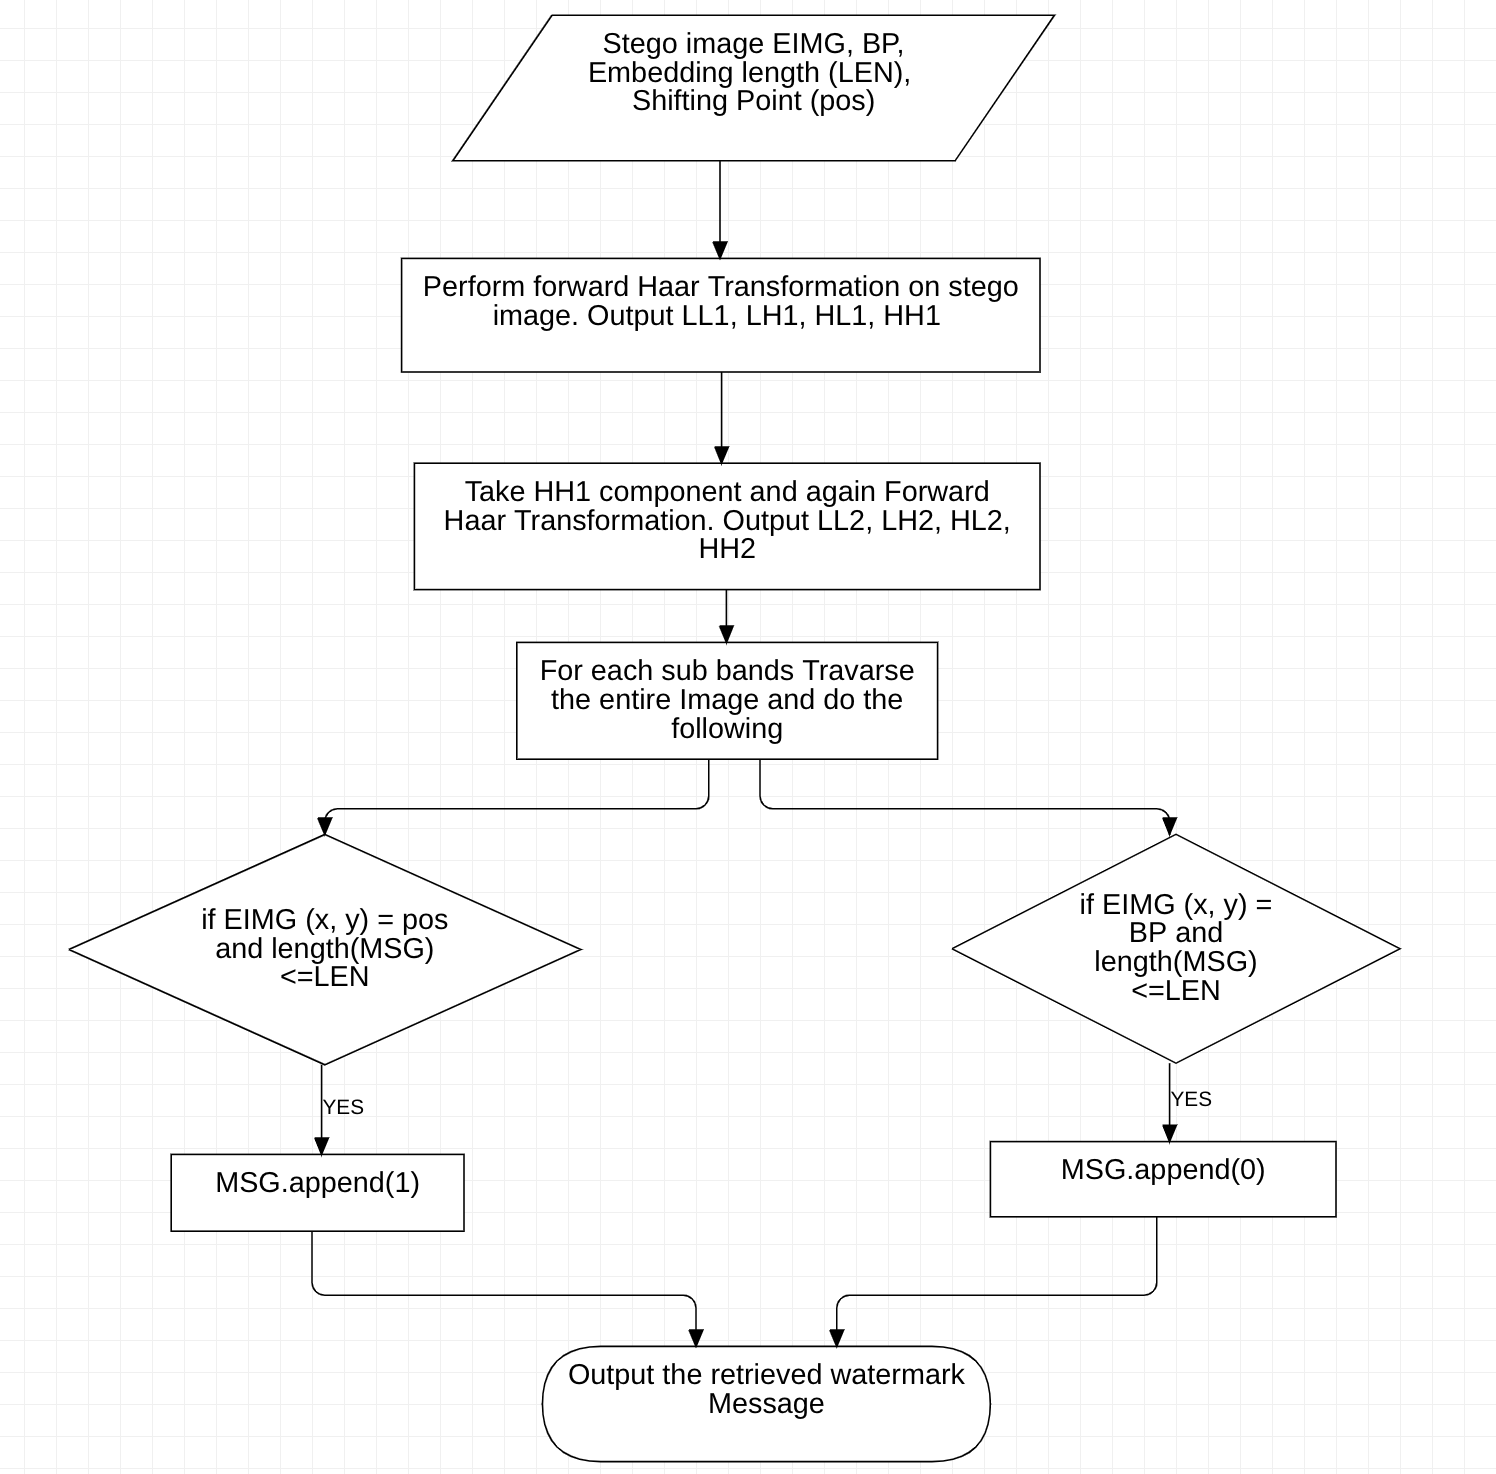 Stego image EIMG, BP,
Embedding length (LEN),
Shifting Point (pos)
Perform forward Haar Transformation on stego
image. Output LL1, LH1, HL1, HH1
Take HH1 component and again Forward
Haar Transformation. Output LL2, LH2, HL2,
HH2
For each sub bands Travarse
the entire Image and do the
following
if EIMG (x, y) = pos
and length(MSG)
<=LEN
if EIMG (x, y) =
BP and
length(MSG)
<=LEN
YES
YES
MSG.append(1)
MSG.append(0)
Output the retrieved watermark
Message